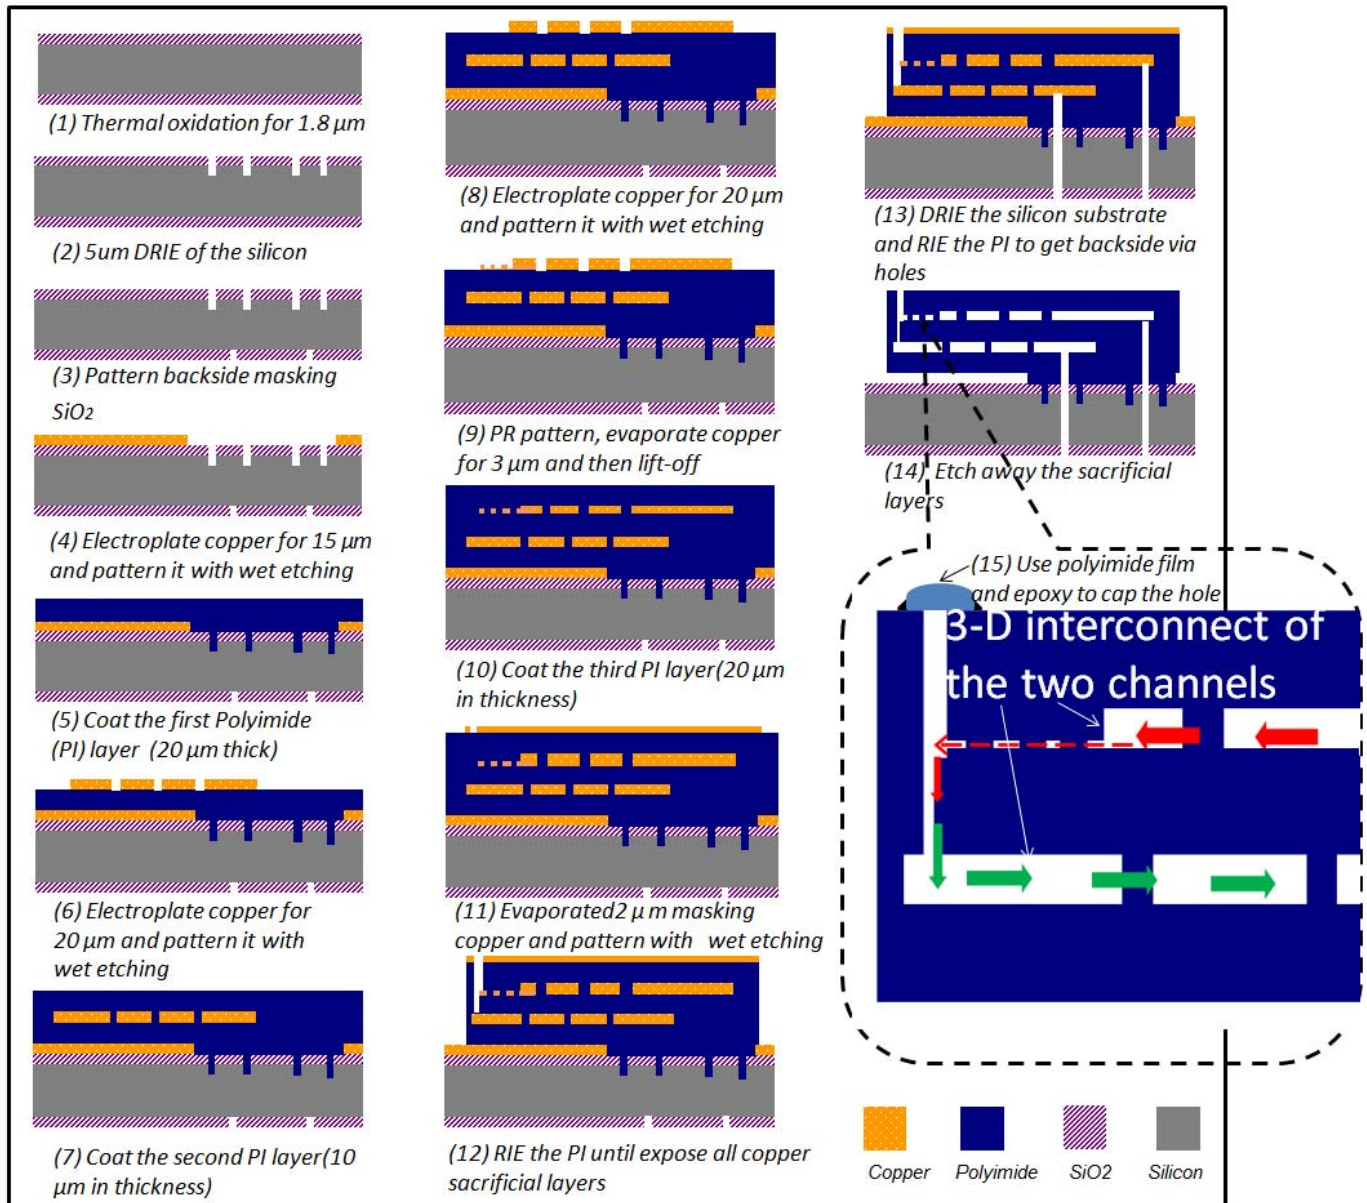 (1) Thermal oxidation for 1.8 μm
(2) 5um DRIE of the silicon
(3) Pattern backside masking
SiO2
(4) Electroplate copper for 15 μm
and pattern it with wet etching
(5) Coat the first Polyimide
(PI) layer (20 μm thick)
(6) Electroplate copper for
20 μm and pattern it with
wet etching
(7) Coat the second PI layer(10
μm in thickness)
(8) Electroplate copper for 20 μm
and pattern it with wet etching
(9) PR pattern, evaporate copper
for 3 μm and then lift-off
(10) Coat the third PI layer(20 μm
in thickness)
(11) Evaporated2 μ m masking
copper and pattern with wet etching
(12) RIE the PI until expose all copper
sacrificial layers
(13) DRIE the silicon substrate
and RIE the PI to get backside via
holes
(14) Etch away the sacrificial
layers
(15) Use polyimide film
and epoxy to cap the hole
3-D interconnect of
the two channels
Copper
Polyimide
SiO2
Silicon